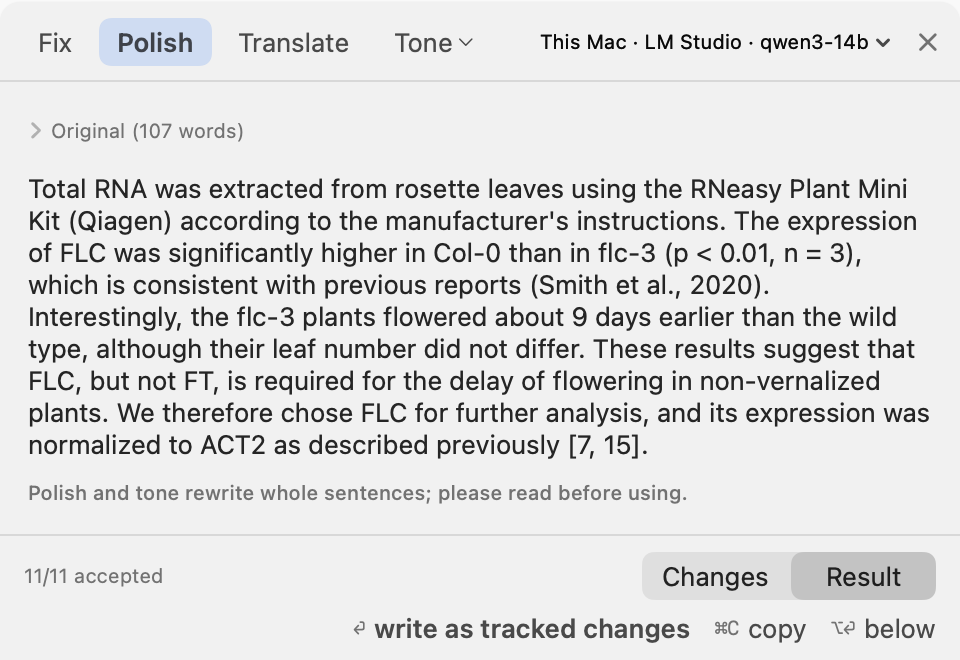 Fix Polish Translate Tone This Mac · LM Studio · qwen3-14b
Original (107 words)
Total RNA was extracted from rosette leaves using the RNeasy Plant Mini
Kit (Qiagen) according to the manufacturer's instructions. The expression
of FLC was significantly higher in Col-0 than in flc-3 (p < 0.01, n = 3),
which is consistent with previous reports (Smith et al., 2020).
Interestingly, the flc-3 plants flowered about 9 days earlier than the wild
type, although their leaf number did not differ. These results suggest that
FLC, but not FT, is required for the delay of flowering in non-vernalized
plants. We therefore chose FLC for further analysis, and its expression was
normalized to ACT2 as described previously [7, 15].
Polish and tone rewrite whole sentences; please read before using.
11/11 accepted Changes Result
⏎ write as tracked changes ⌘C copy ⌥⏎ below